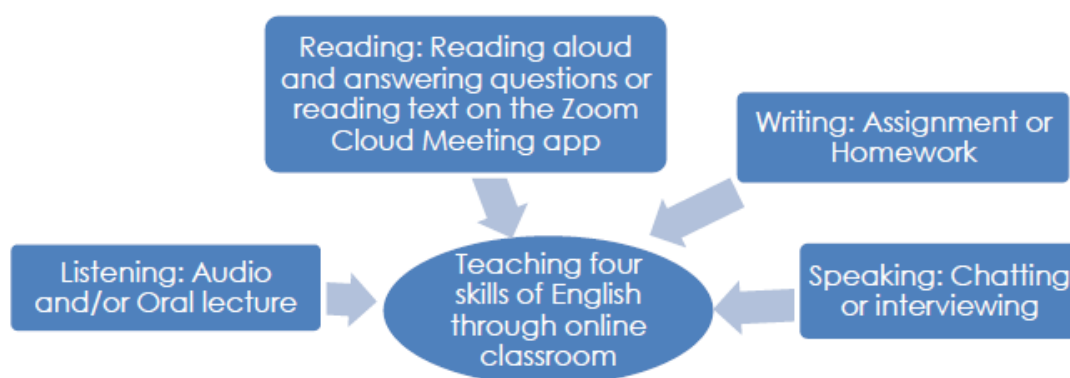 Reading: Reading aloud
and answering questions or
reading text on the Zoom
Cloud Meeting app
Writing: Assignment or
Homework
Listening: Audio
and/or Oral lecture
Teaching four
skills of English
through online
classroom
Speaking: Chatting
or interviewing